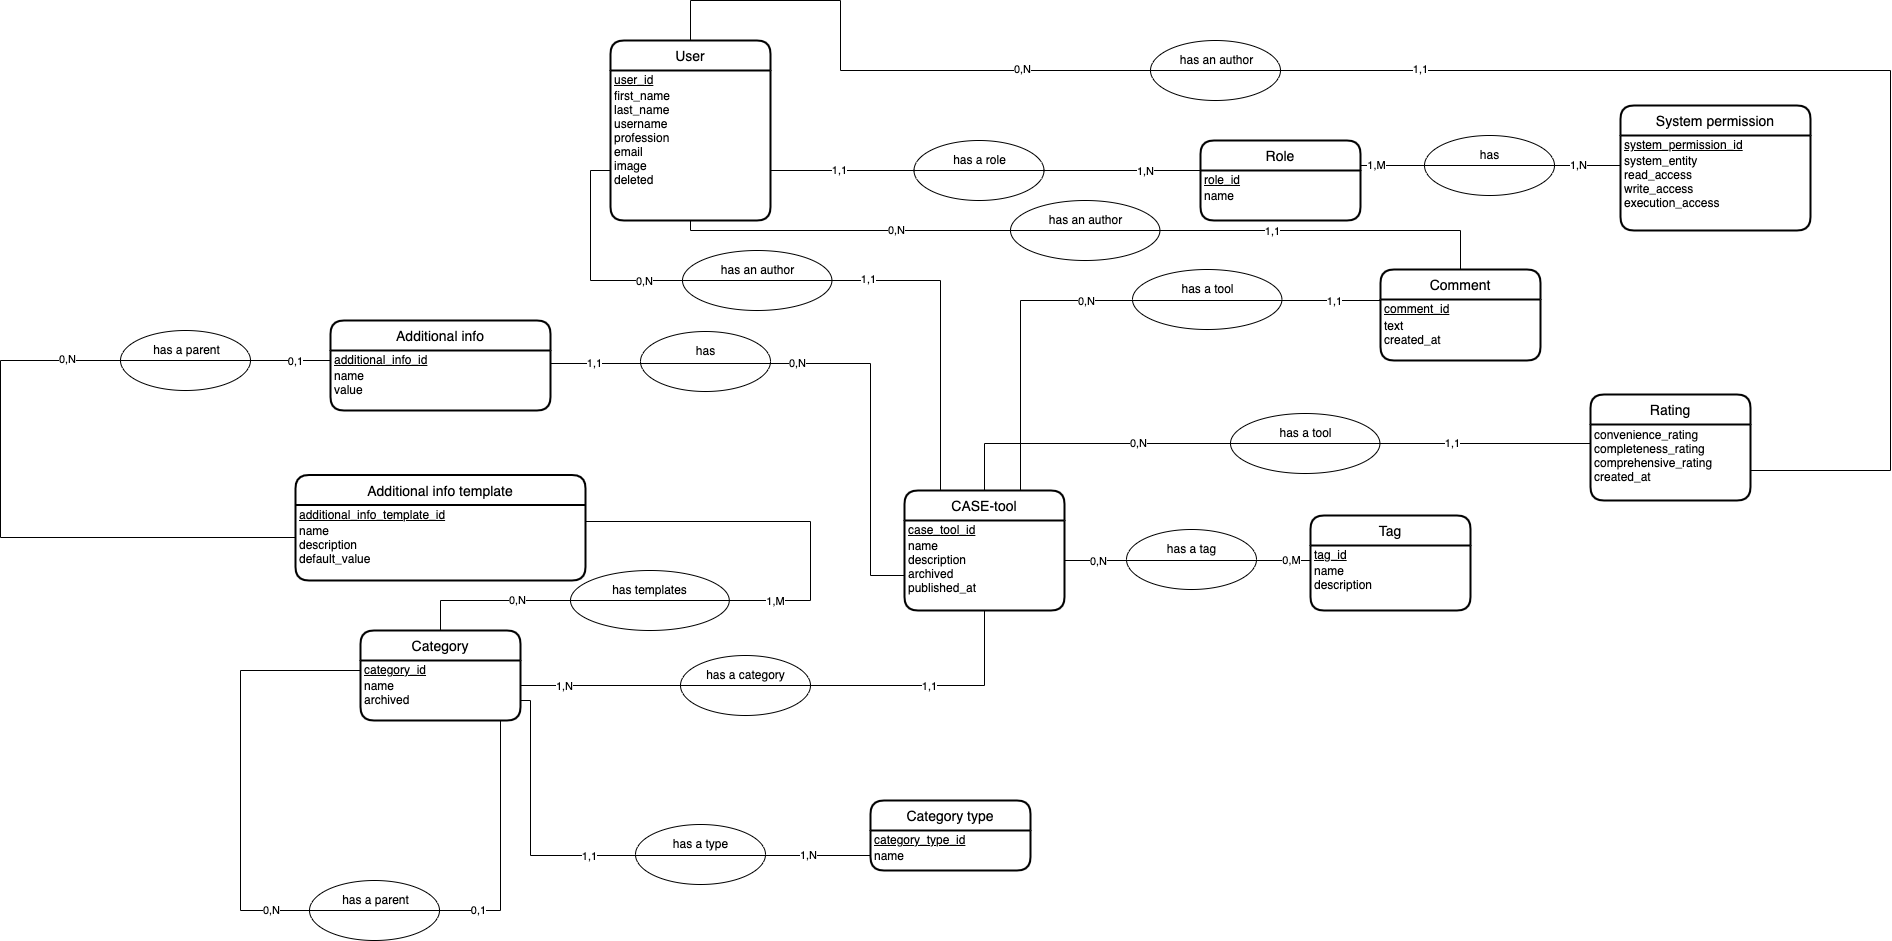 User
user_id
first_name
last_name
username
profession
email
image
deleted
0,N
has an author
1,1
1,1
has a role
1,N
Role
role_id
name
1,M
has
1,N
System permission
system_permission_id
system_entity
read_access
write_access
execution_access
0,N
has an author
1,1
0,N
has an author
1,1
0,N
has a tool
1,1
Comment
comment_id
text
created_at
0,N
has a parent
0,1
Additional info
additional_info_id
name
value
1,1
has
0,N
0,N
has a tool
1,1
Rating
convenience_rating
completeness_rating
comprehensive_rating
created_at
Additional info template
additional_info_template_id
name
description
default_value
CASE-tool
case_tool_id
name
description
archived
published_at
0,N
has a tag
0,M
Tag
tag_id
name
description
0,N
has templates
1,M
Category
category_id
name
archived
1,N
has a category
1,1
1,1
has a type
1,N
Category type
category_type_id
name
0,N
has a parent
0,1